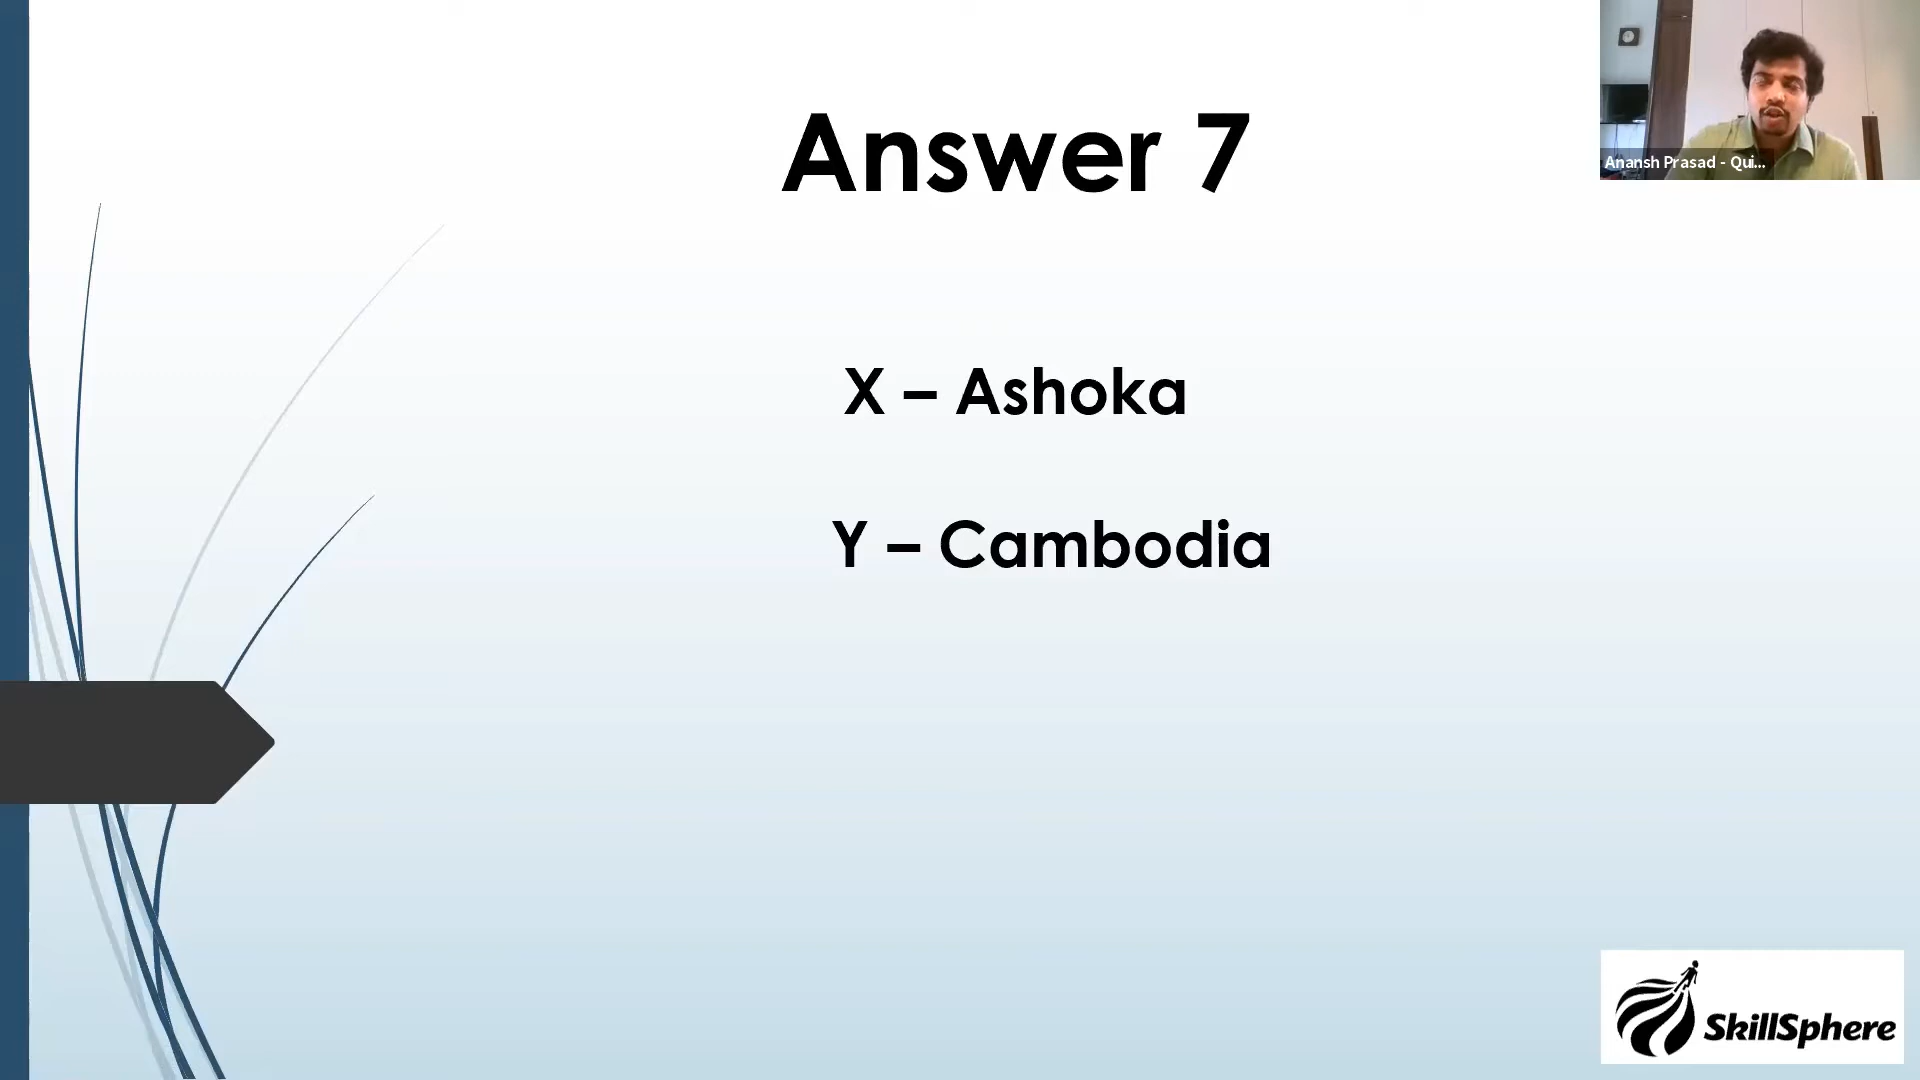 Answer 7
Anansh Prasad - Qui...
X – Ashoka
Y – Cambodia
SkillSphere